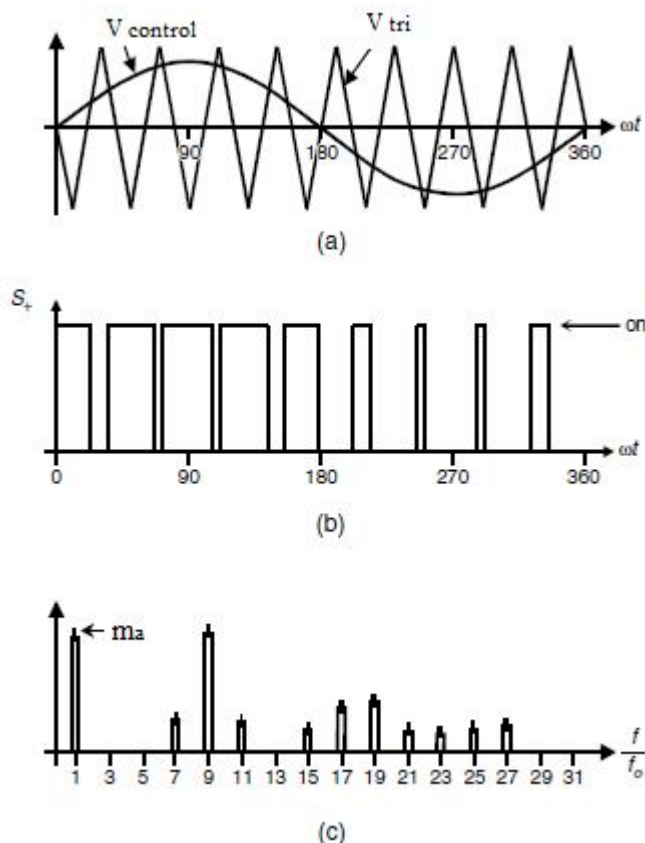 V control
V tri
ωt
90 180 270 360
(a)
S+
on
ωt
0 90 180 270 360
(b)
ma
f
fo
1 3 5 7 9 11 15 17 19 21 23 25 27 29 31
(c)